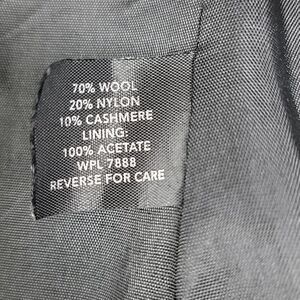 70% WOOL
20% NYLON
10% CASHMERE
LINING:
100% ACETATE
WPL 7888
REVERSE FOR CARE